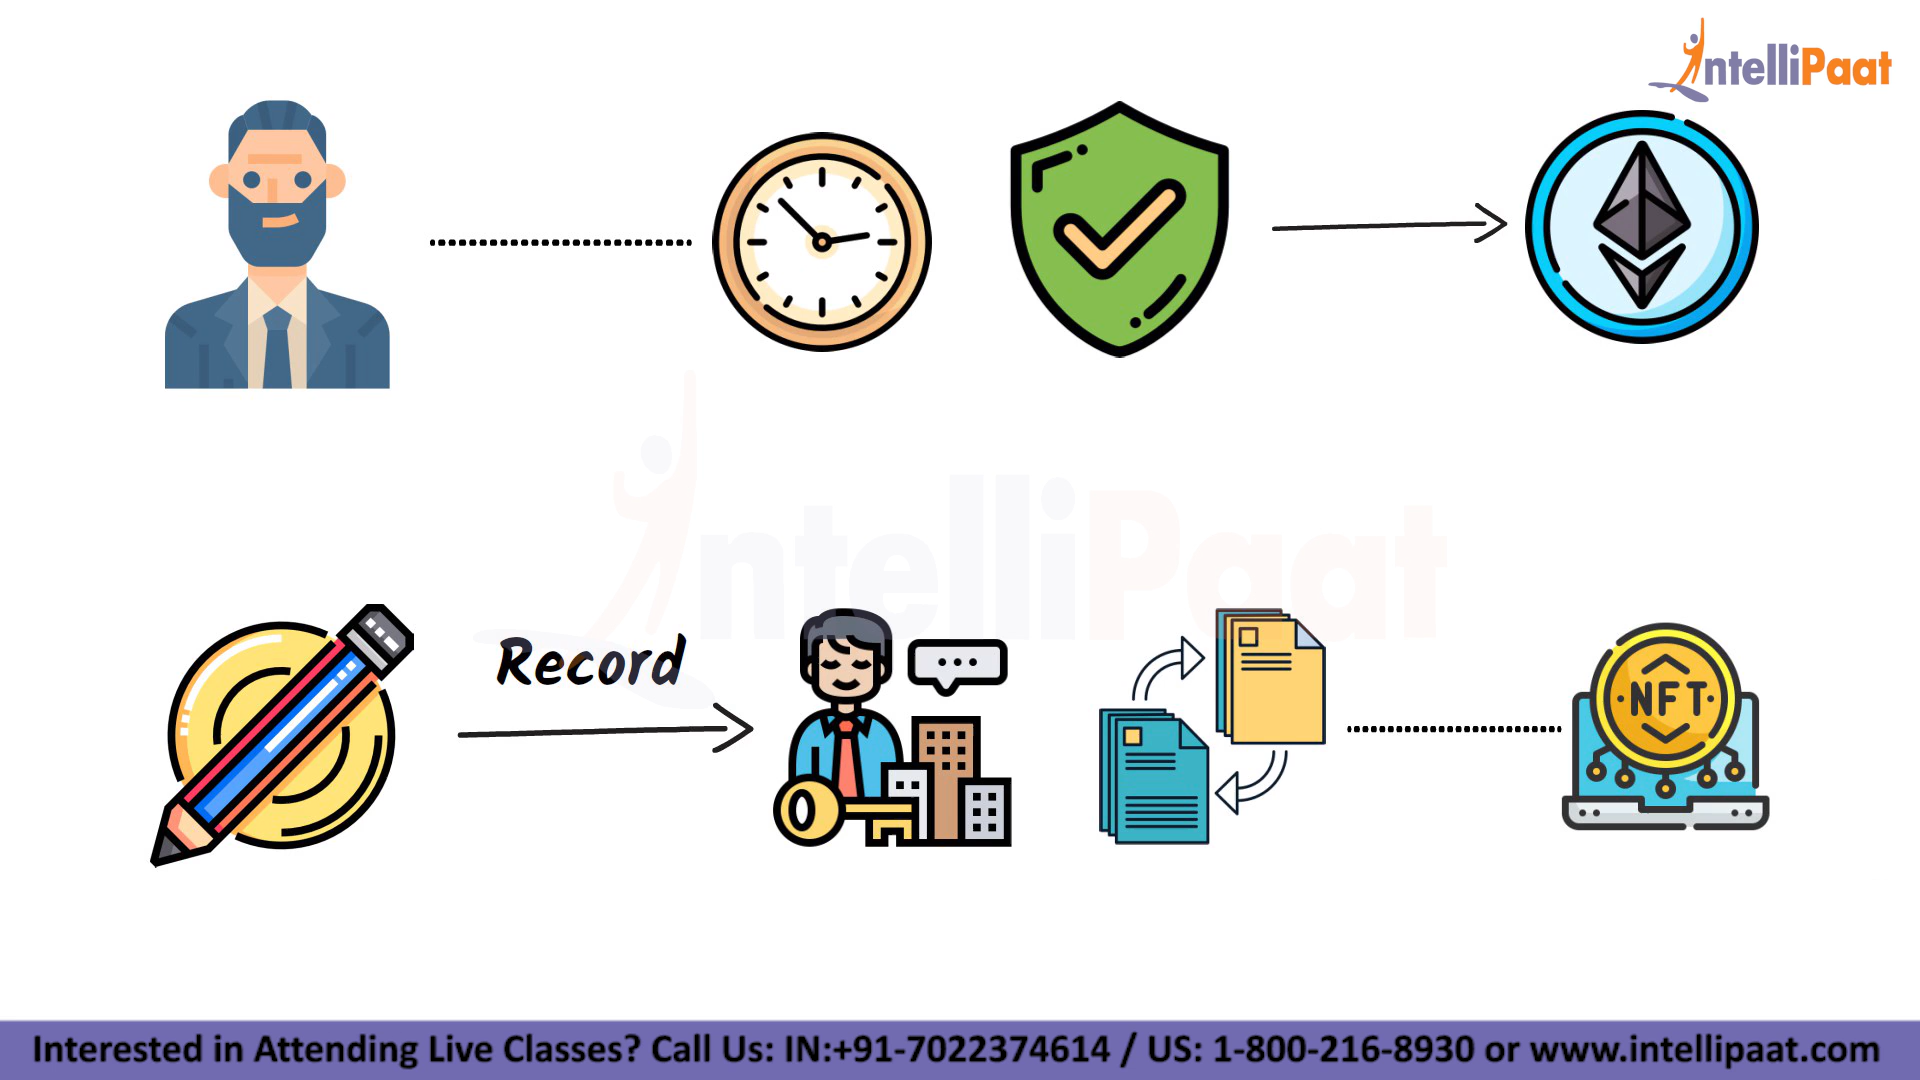 IntelliPaat
IntelliPaat
Record
·NFT·
Interested in Attending Live Classes? Call Us: IN:+91-7022374614 / US: 1-800-216-8930 or www.intellipaat.com